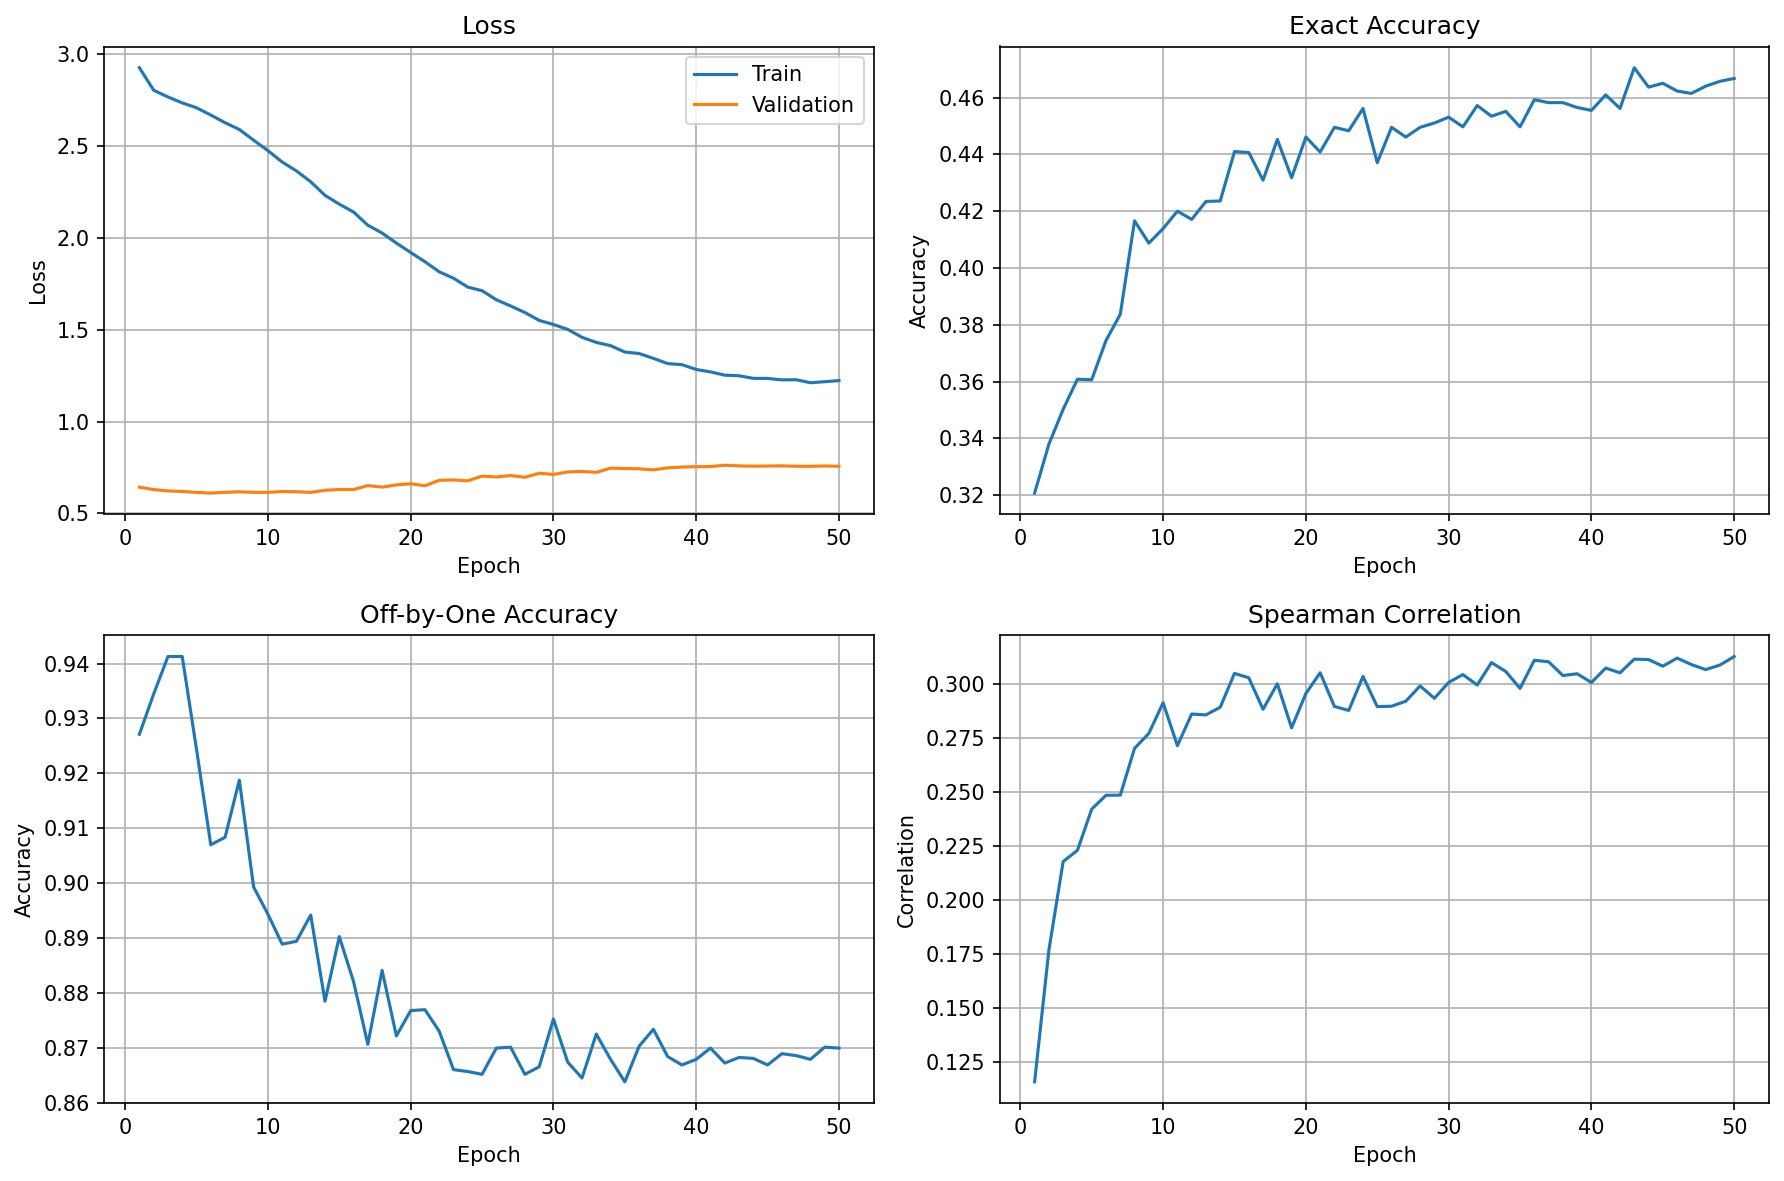 Loss
3.0
2.5
2.0
1.5
1.0
0.5
Loss
Train
Validation
0 10 20 30 40 50
Epoch
Exact Accuracy
0.46
0.44
0.42
0.40
0.38
0.36
0.34
0.32
Accuracy
0 10 20 30 40 50
Epoch
Off-by-One Accuracy
0.94
0.93
0.92
0.91
0.90
0.89
0.88
0.87
0.86
Accuracy
0 10 20 30 40 50
Epoch
Spearman Correlation
0.300
0.275
0.250
0.225
0.200
0.175
0.150
0.125
Correlation
0 10 20 30 40 50
Epoch